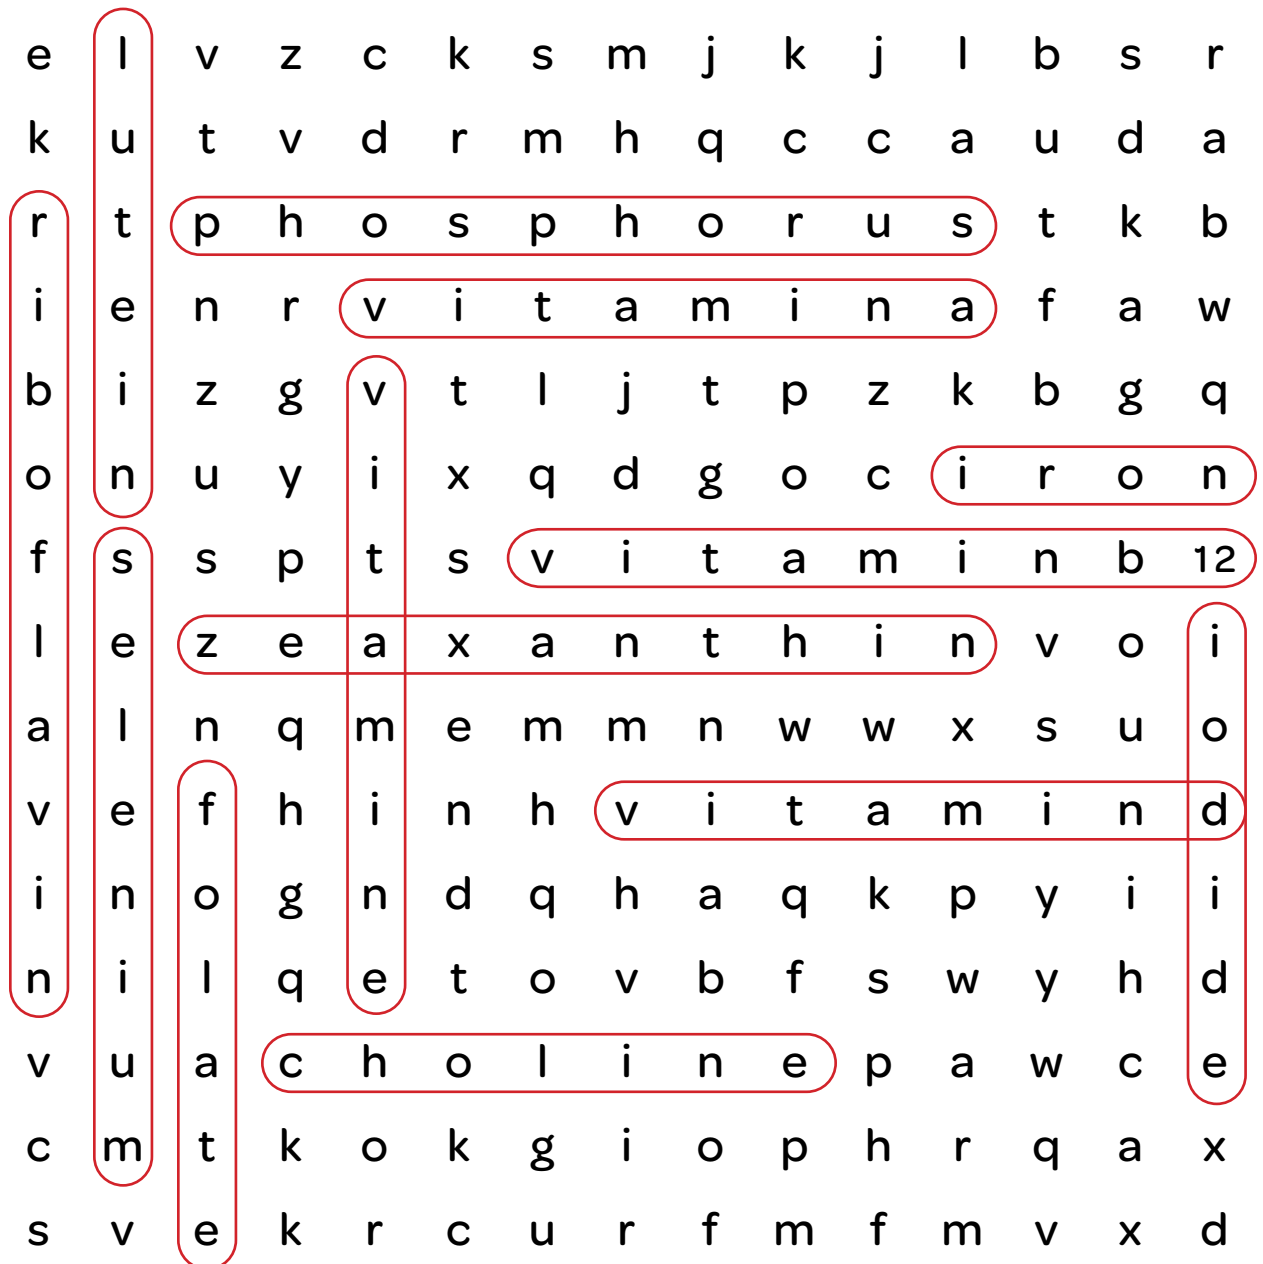 e l v z c k s m j k j l b s r
k u t v d r m h q c c a u d a
r t p h o s p h o r u s t k b
i e n r v i t a m i n a f a w
b i z g v t l j t p z k b g q
o n u y i x q d g o c i r o n
f s s p t s v i t a m i n b 12
l e z e a x a n t h i n v o i
a l n q m e m m n w w x s u o
v e f h i n h v i t a m i n d
i n o g n d q h a q k p y i i
n i l q e t o v b f s w y h d
v u a c h o l i n e p a w c e
c m t k o k g i o p h r q a x
s v e k r c u r f m f m v x d